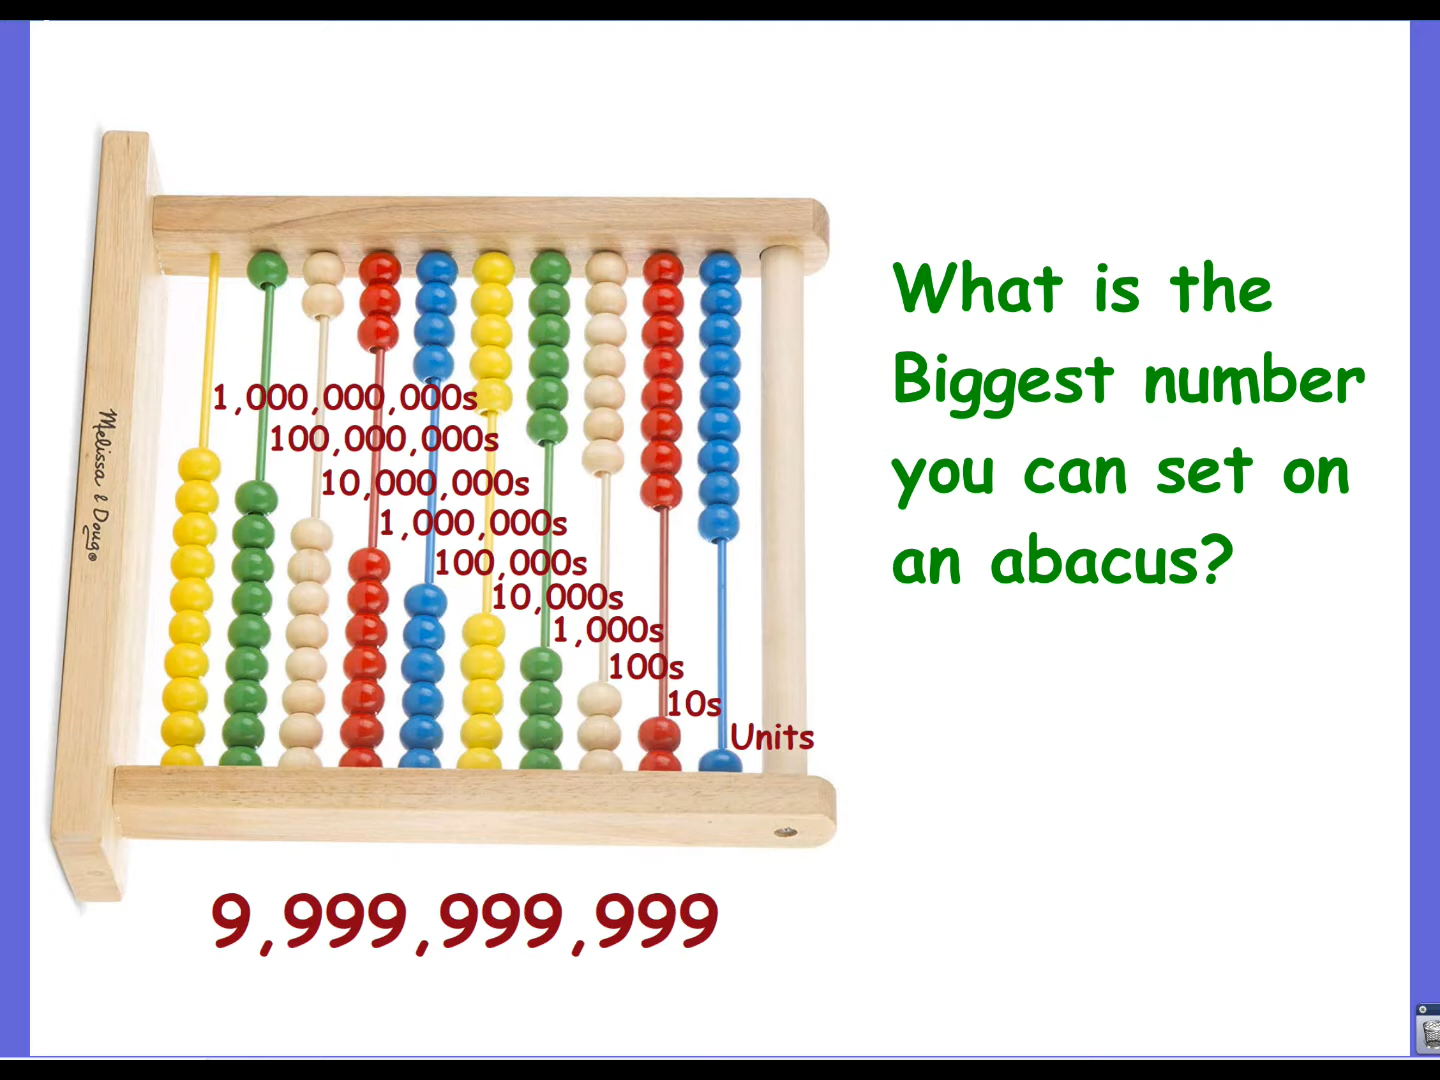 What is the
Biggest number
you can set on
an abacus?
1,000,000,000s
100,000,000s
10,000,000s
1,000,000s
100,000s
10,000s
1,000s
100s
10s
Units
Melissa & Doug®
9,999,999,999